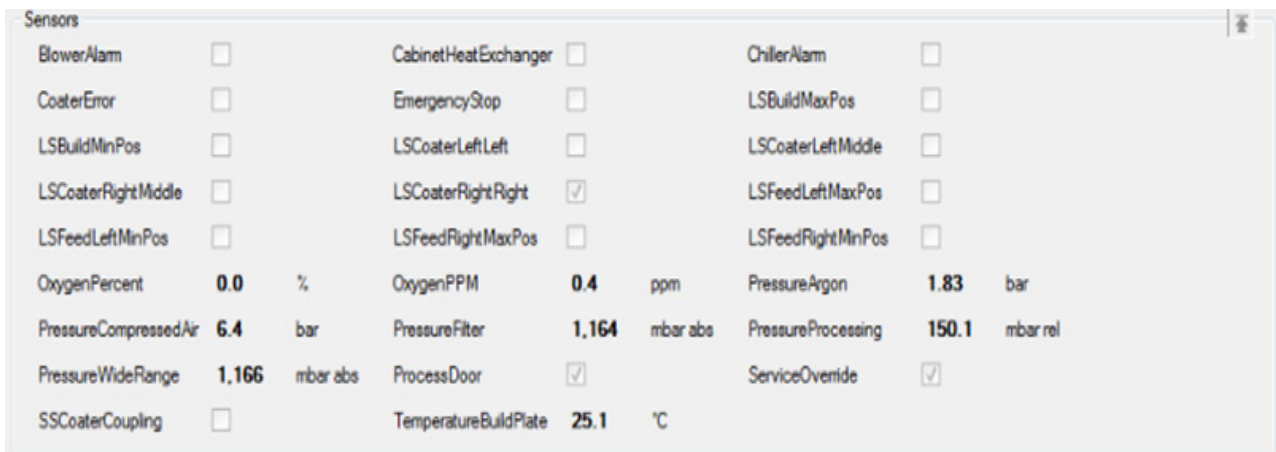 Sensors
BlowerAlarm CabinetHeatExchanger ChillerAlarm
CoaterError EmergencyStop LSBuildMaxPos
LSBuildMinPos LSCoaterLeftLeft LSCoaterLeftMiddle
LSCoaterRightMiddle LSCoaterRightRight LSFeedLeftMaxPos
LSFeedLeftMinPos LSFeedRightMaxPos LSFeedRightMinPos
OxygenPercent 0.0 % OxygenPPM 0.4 ppm PressureArgon 1.83 bar
PressureCompressedAir 6.4 bar PressureFilter 1,164 mbar abs PressureProcessing 150.1 mbar rel
PressureWideRange 1,166 mbar abs ProcessDoor ServiceOverride
SSCoaterCoupling TemperatureBuildPlate 25.1 °C